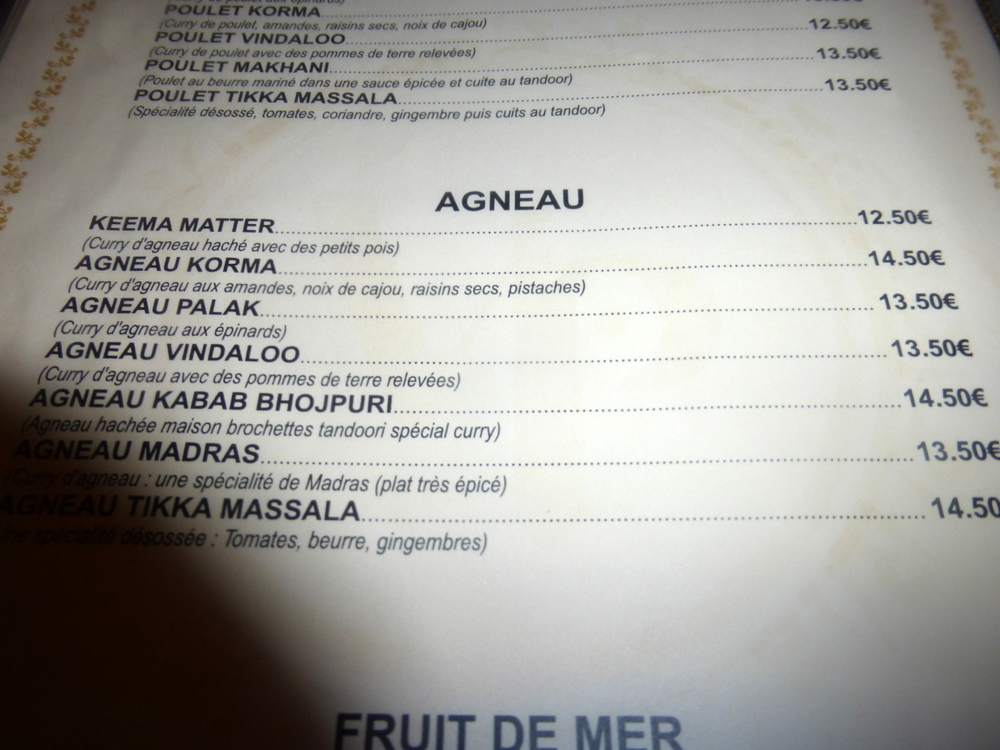 POULET KORMA
(Curry de poulet, amandes, raisins secs, noix de cajou)
POULET VINDALOO......12.50€
(Curry de poulet avec des pommes de terre relevées)
POULET MAKHANI......13.50€
(Poulet au beurre mariné dans une sauce épicée et cuite au tandoor)
POULET TIKKA MASSALA......13.50€
(Spécialité désossé, tomates, coriandre, gingembre puis cuits au tandoor)
AGNEAU
KEEMA MATTER......12.50€
(Curry d'agneau haché avec des petits pois)
AGNEAU KORMA......14.50€
(Curry d'agneau aux amandes, noix de cajou, raisins secs, pistaches)
AGNEAU PALAK......13.50€
(Curry d'agneau aux épinards)
AGNEAU VINDALOO......13.50€
(Curry d'agneau avec des pommes de terre relevées)
AGNEAU KABAB BHOJPURI......14.50€
(Agneau hachée maison brochettes tandoori spécial curry)
AGNEAU MADRAS......13.50€
(Curry d'agneau : une spécialité de Madras (plat très épicé)
AGNEAU TIKKA MASSALA......14.50
Une spécialité désossée : Tomates, beurre, gingembres)
FRUIT DE MER